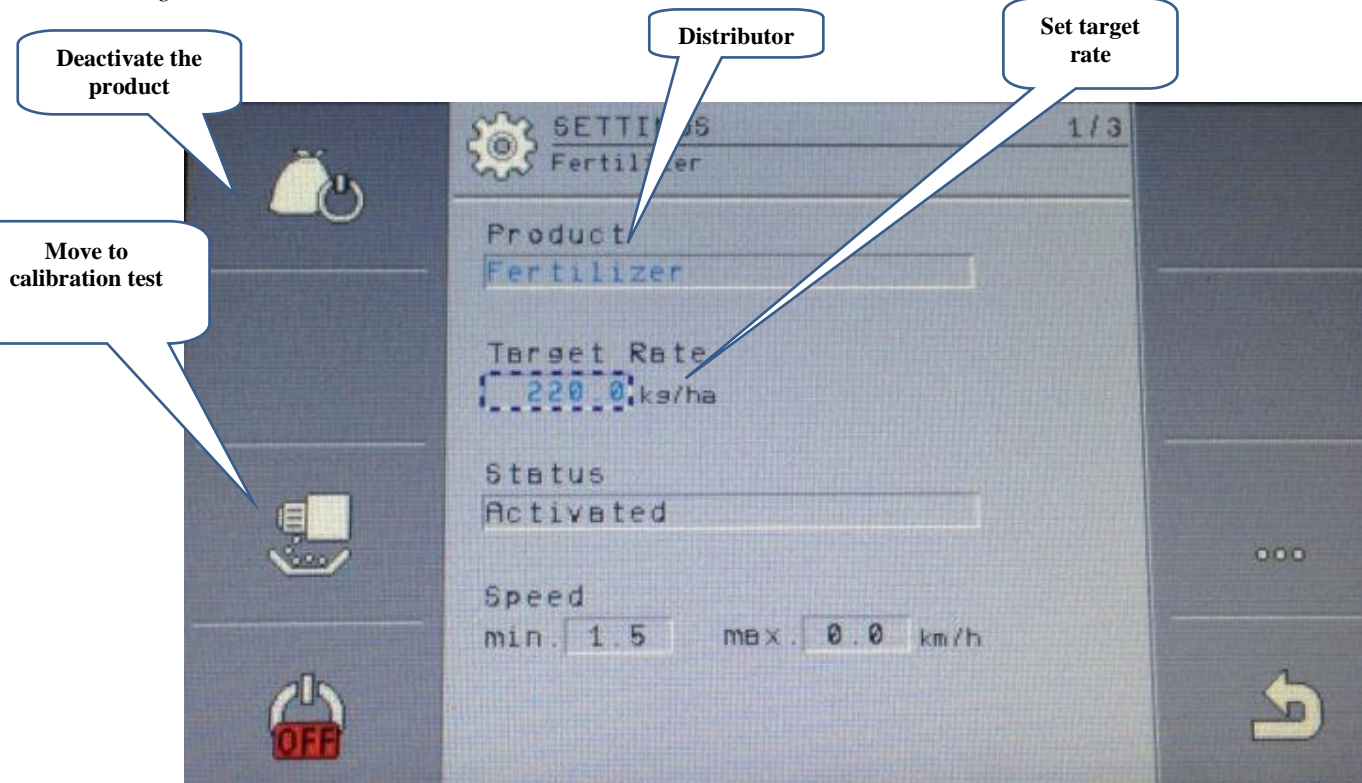 Deactivate the
product
Distributor
Set target
rate
Move to
calibration test
SETTINGS
1/3
Fertilizer
Product
Fertilizer
Target Rate
220.0 kg/ha
Status
Activated
Speed
min. 1.5 max. 0.0 km/h
OFF